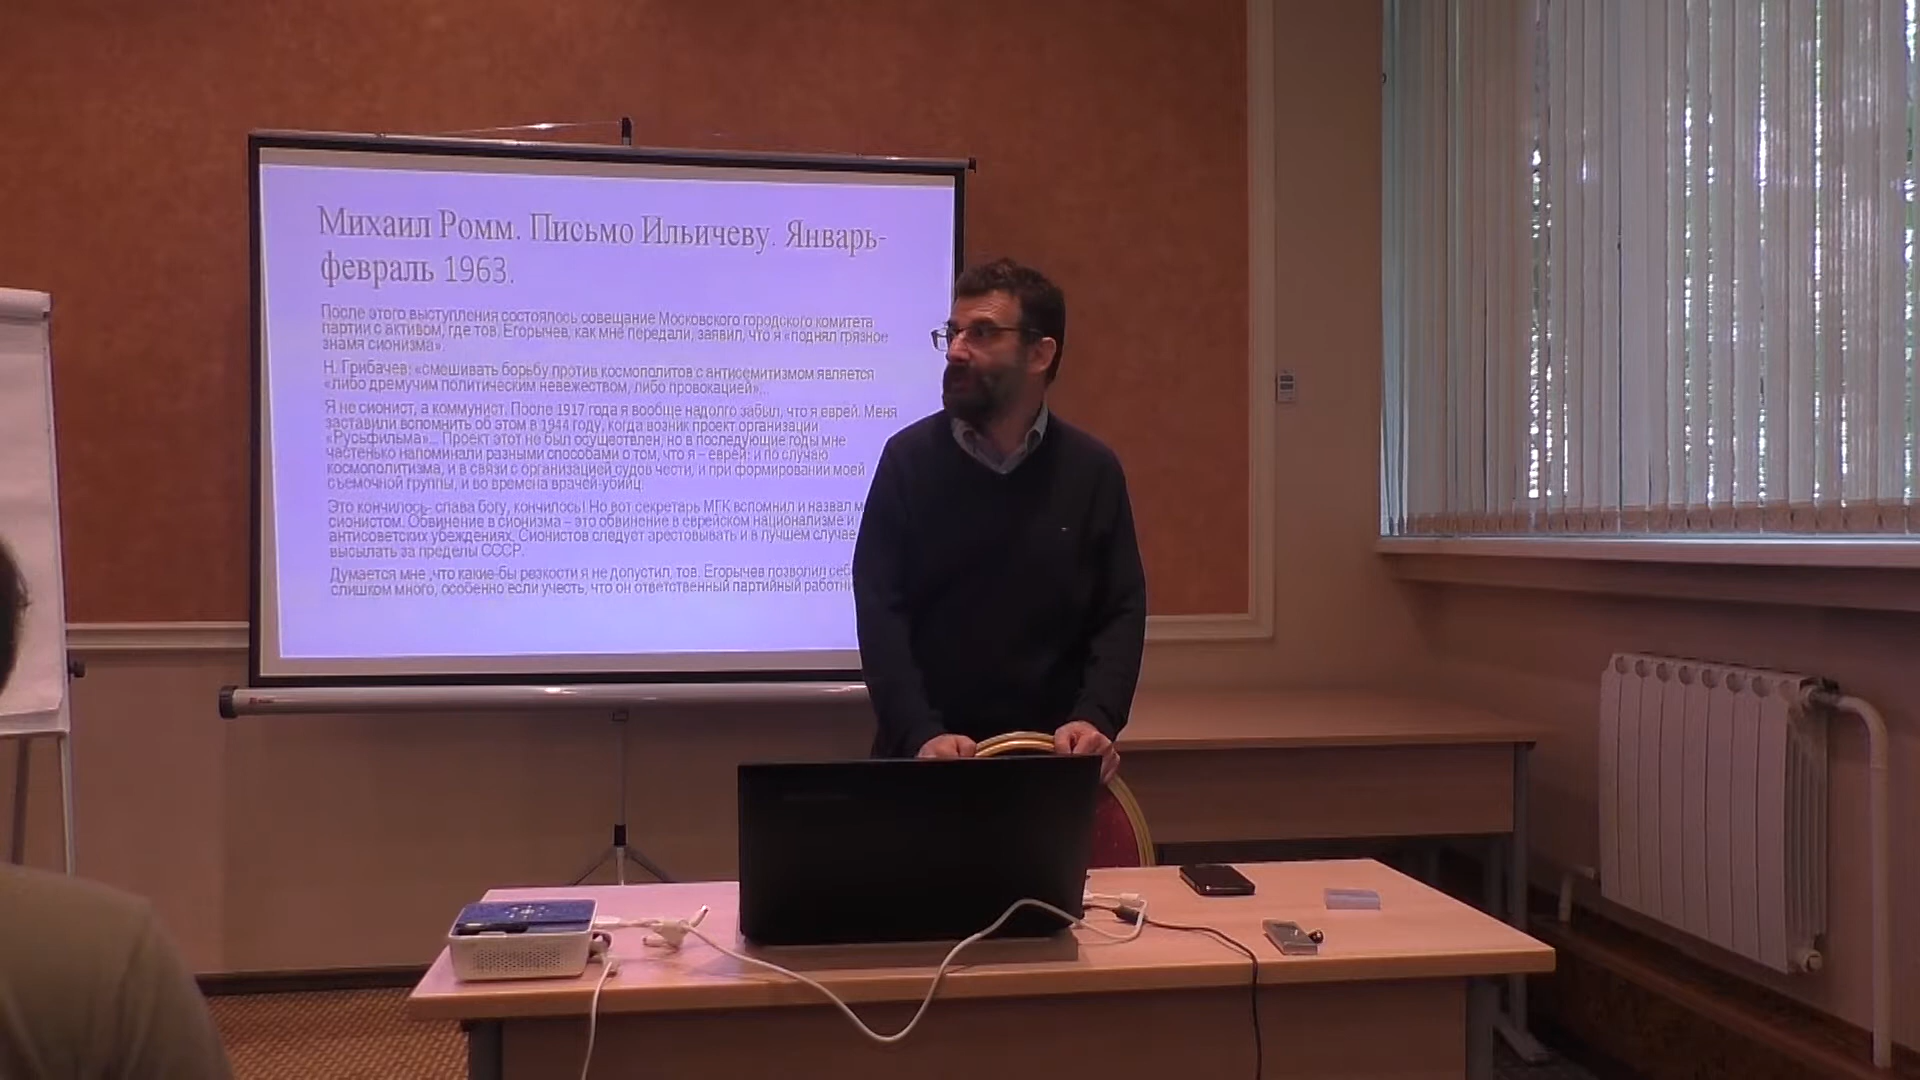 Михаил Ромм. Письмо Ильичеву. Январь-
февраль 1963.
После этого выступления состоялось совещание Московского городского комитета
партии с активом, где тов. Егорычев, как мне передали, заявил, что я «поднял грязное
знамя сионизма».
Н. Грибачев: «смешивать борьбу против космополитов с антисемитизмом является
«либо дремучим политическим невежеством, либо провокацией»...
Я не сионист, а коммунист. После 1917 года я вообще надолго забыл, что я еврей. Меня
заставили вспомнить об этом в 1944 году, когда возник проект организации
«Русьфильма»... Проект этот не был осуществлен, но в последующие годы мне
частенько напоминали разными способами о том, что я – еврей: и по случаю
космополитизма, и в связи с организацией судов чести, и при формировании моей
съемочной группы, и во времена врачей-убийц.
Это кончилось- слава богу, кончилось! Но вот секретарь МГК вспомнил и назвал
сионистом. Обвинение в сионизма – это обвинение в еврейском национализме и
антисоветских убеждениях. Сионистов следует арестовывать и в лучшем случае
высылать за пределы СССР.
Думается мне ,что какие-бы резкости я не допустил, тов. Егорычев позволил
слишком много, особенно если учесть, что он ответственный партийный